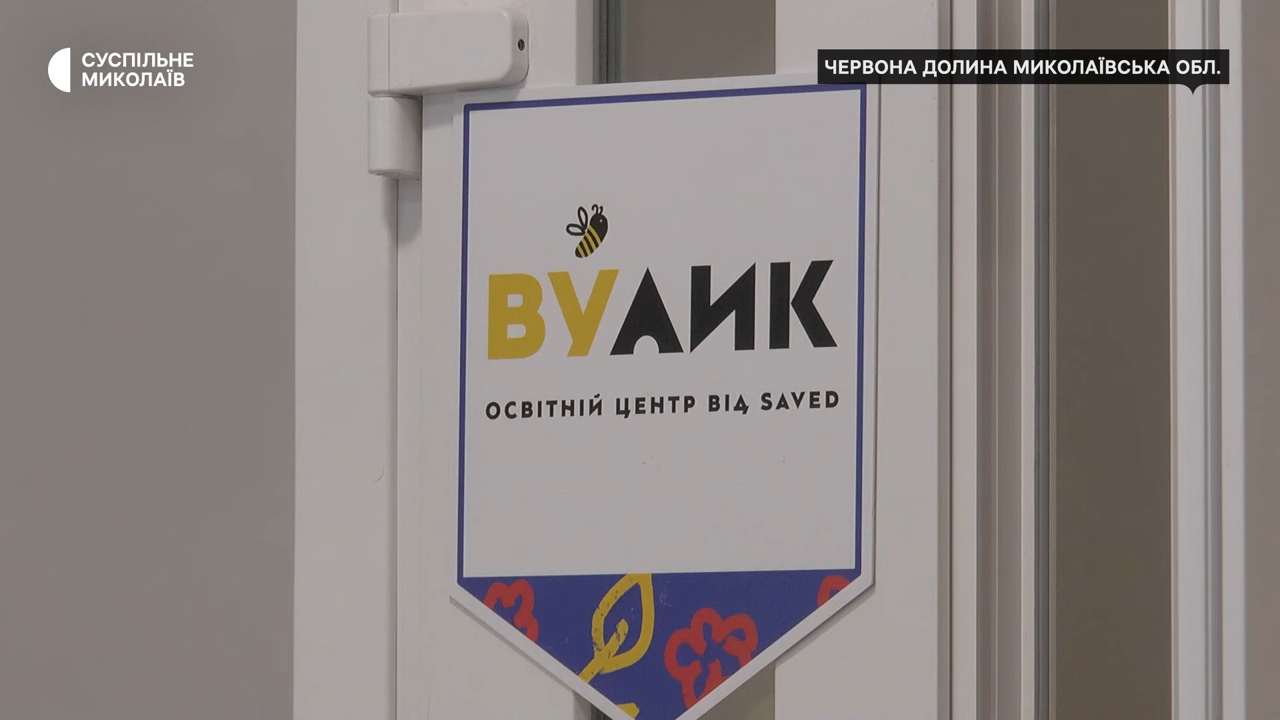 СУСПІЛЬНЕ
МИКОЛАЇВ
ЧЕРВОНА ДОЛИНА МИКОЛАЇВСЬКА ОБЛ.
ВУЛИК
ОСВІТНІЙ ЦЕНТР ВІД SAVED